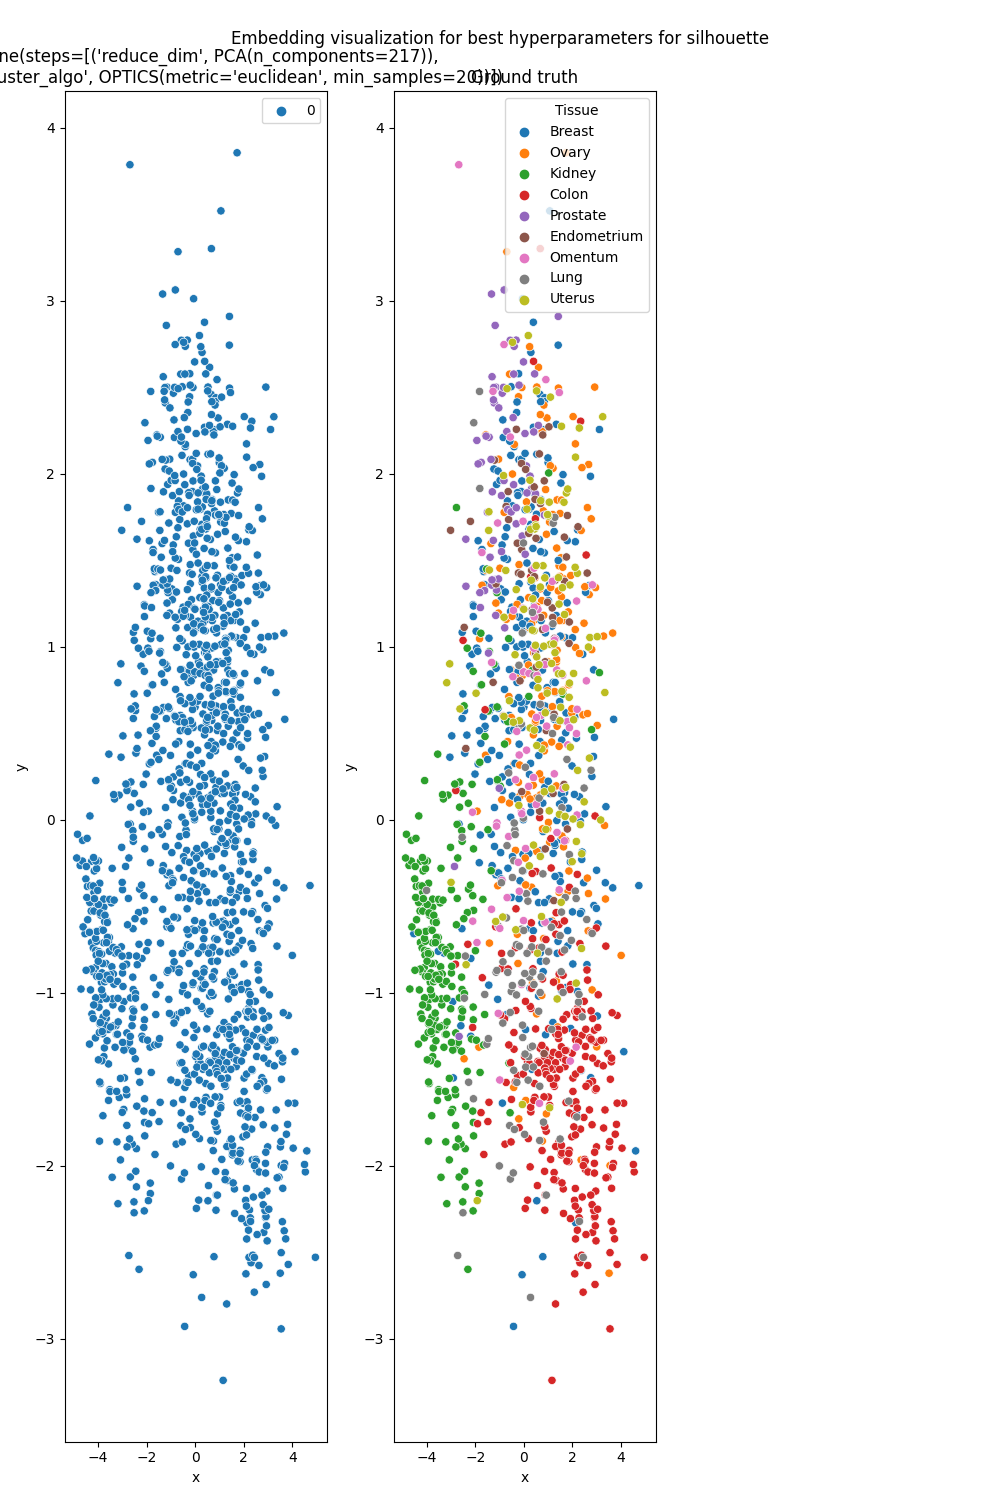 Embedding visualization for best hyperparameters for silhouette
ne(steps=[('reduce_dim', PCA(n_components=217)),
uster_algo', OPTICS(metric='euclidean', min_samples=20))])
Ground truth
0
4
3
2
1
0
−1
−2
−3
y
−4 −2 0 2 4
x
Tissue
Breast
Ovary
Kidney
Colon
Prostate
Endometrium
Omentum
Lung
Uterus
4
3
2
1
0
−1
−2
−3
y
−4 −2 0 2 4
x